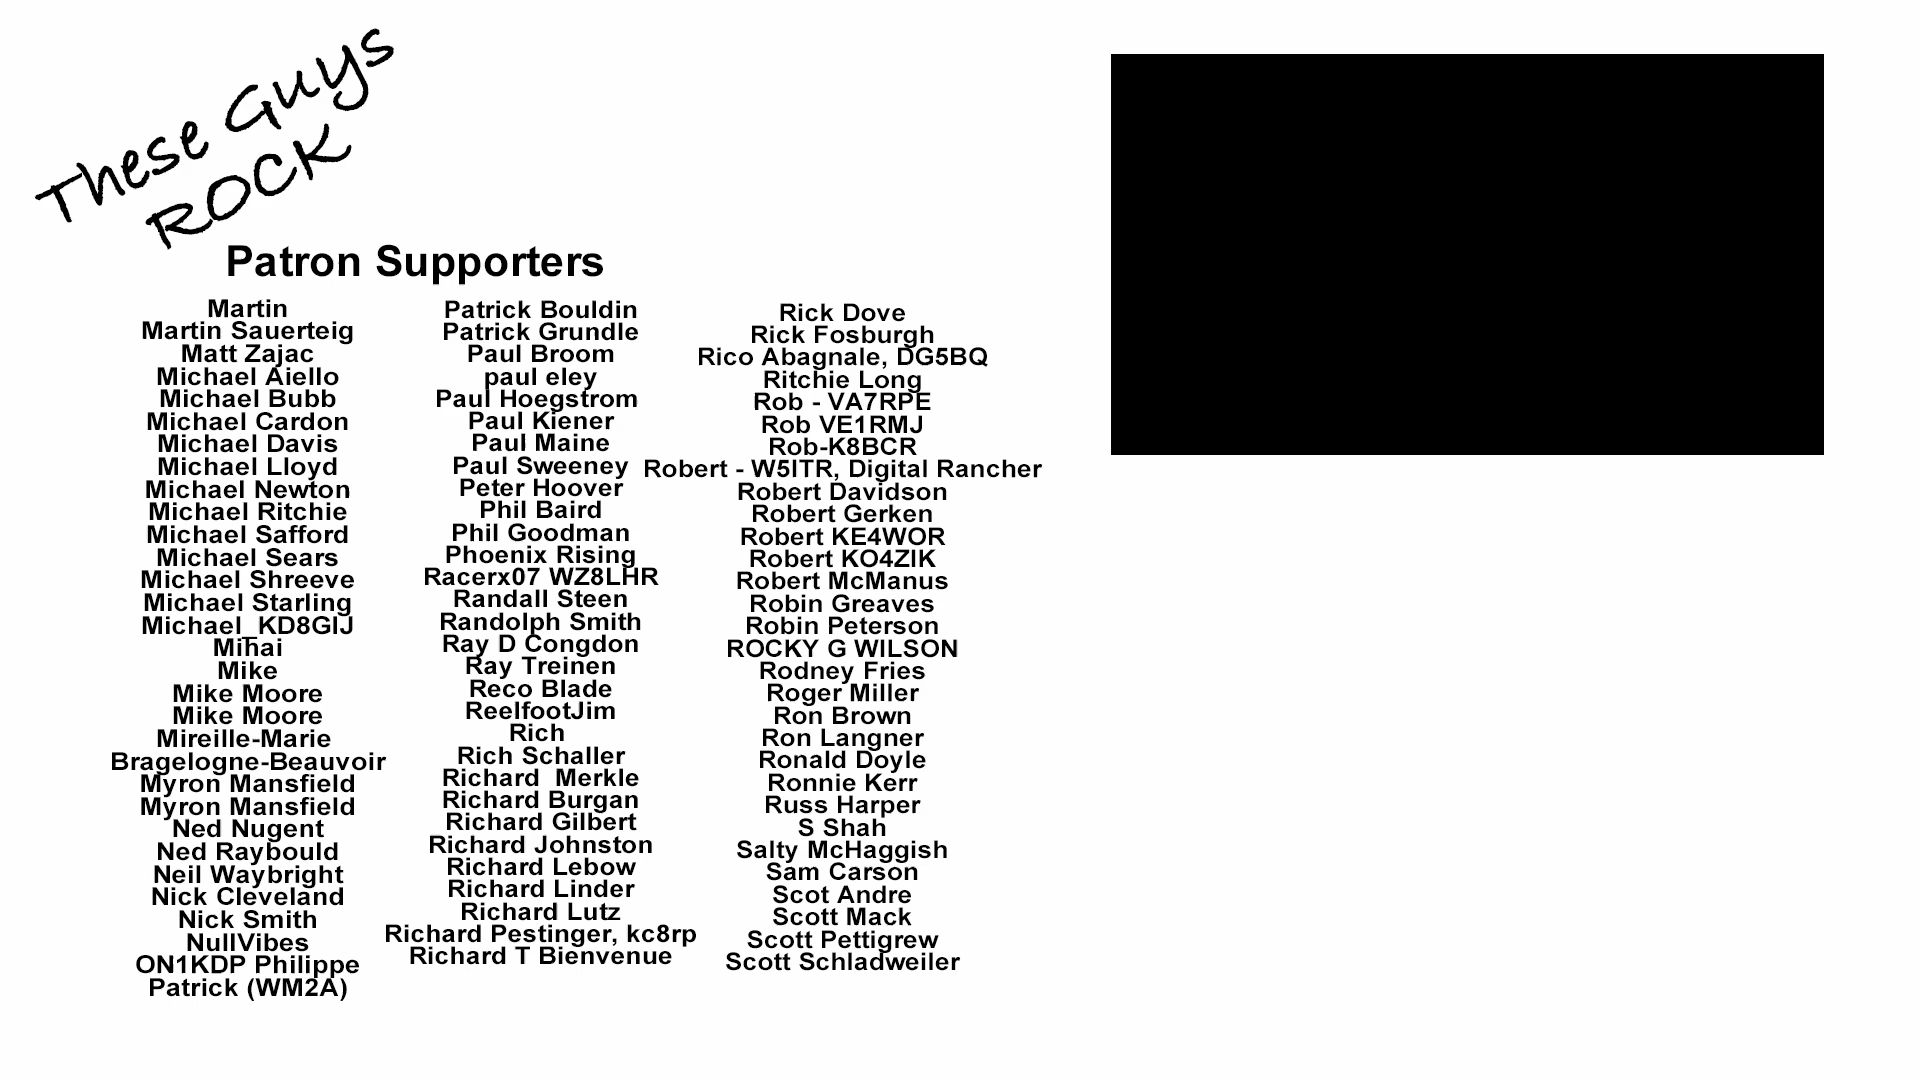 These Guys
ROCK
Patron Supporters
Martin
Martin Sauerteig
Matt Zajac
Michael Aiello
Michael Bubb
Michael Cardon
Michael Davis
Michael Lloyd
Michael Newton
Michael Ritchie
Michael Safford
Michael Sears
Michael Shreeve
Michael Starling
Michael_KD8GIJ
Mihai
Mike
Mike Moore
Mike Moore
Mireille-Marie
Bragelogne-Beauvoir
Myron Mansfield
Myron Mansfield
Ned Nugent
Ned Raybould
Neil Waybright
Nick Cleveland
Nick Smith
NullVibes
ON1KDP Philippe
Patrick (WM2A)
Patrick Bouldin
Patrick Grundle
Paul Broom
paul eley
Paul Hoegstrom
Paul Kiener
Paul Maine
Paul Sweeney
Peter Hoover
Phil Baird
Phil Goodman
Phoenix Rising
Racerx07 WZ8LHR
Randall Steen
Randolph Smith
Ray D Congdon
Ray Treinen
Reco Blade
ReelfootJim
Rich
Rich Schaller
Richard  Merkle
Richard Burgan
Richard Gilbert
Richard Johnston
Richard Lebow
Richard Linder
Richard Lutz
Richard Pestinger, kc8rp
Richard T Bienvenue
Rick Dove
Rick Fosburgh
Rico Abagnale, DG5BQ
Ritchie Long
Rob - VA7RPE
Rob VE1RMJ
Rob-K8BCR
Robert - W5ITR, Digital Rancher
Robert Davidson
Robert Gerken
Robert KE4WOR
Robert KO4ZIK
Robert McManus
Robin Greaves
Robin Peterson
ROCKY G WILSON
Rodney Fries
Roger Miller
Ron Brown
Ron Langner
Ronald Doyle
Ronnie Kerr
Russ Harper
S Shah
Salty McHaggish
Sam Carson
Scot Andre
Scott Mack
Scott Pettigrew
Scott Schladweiler